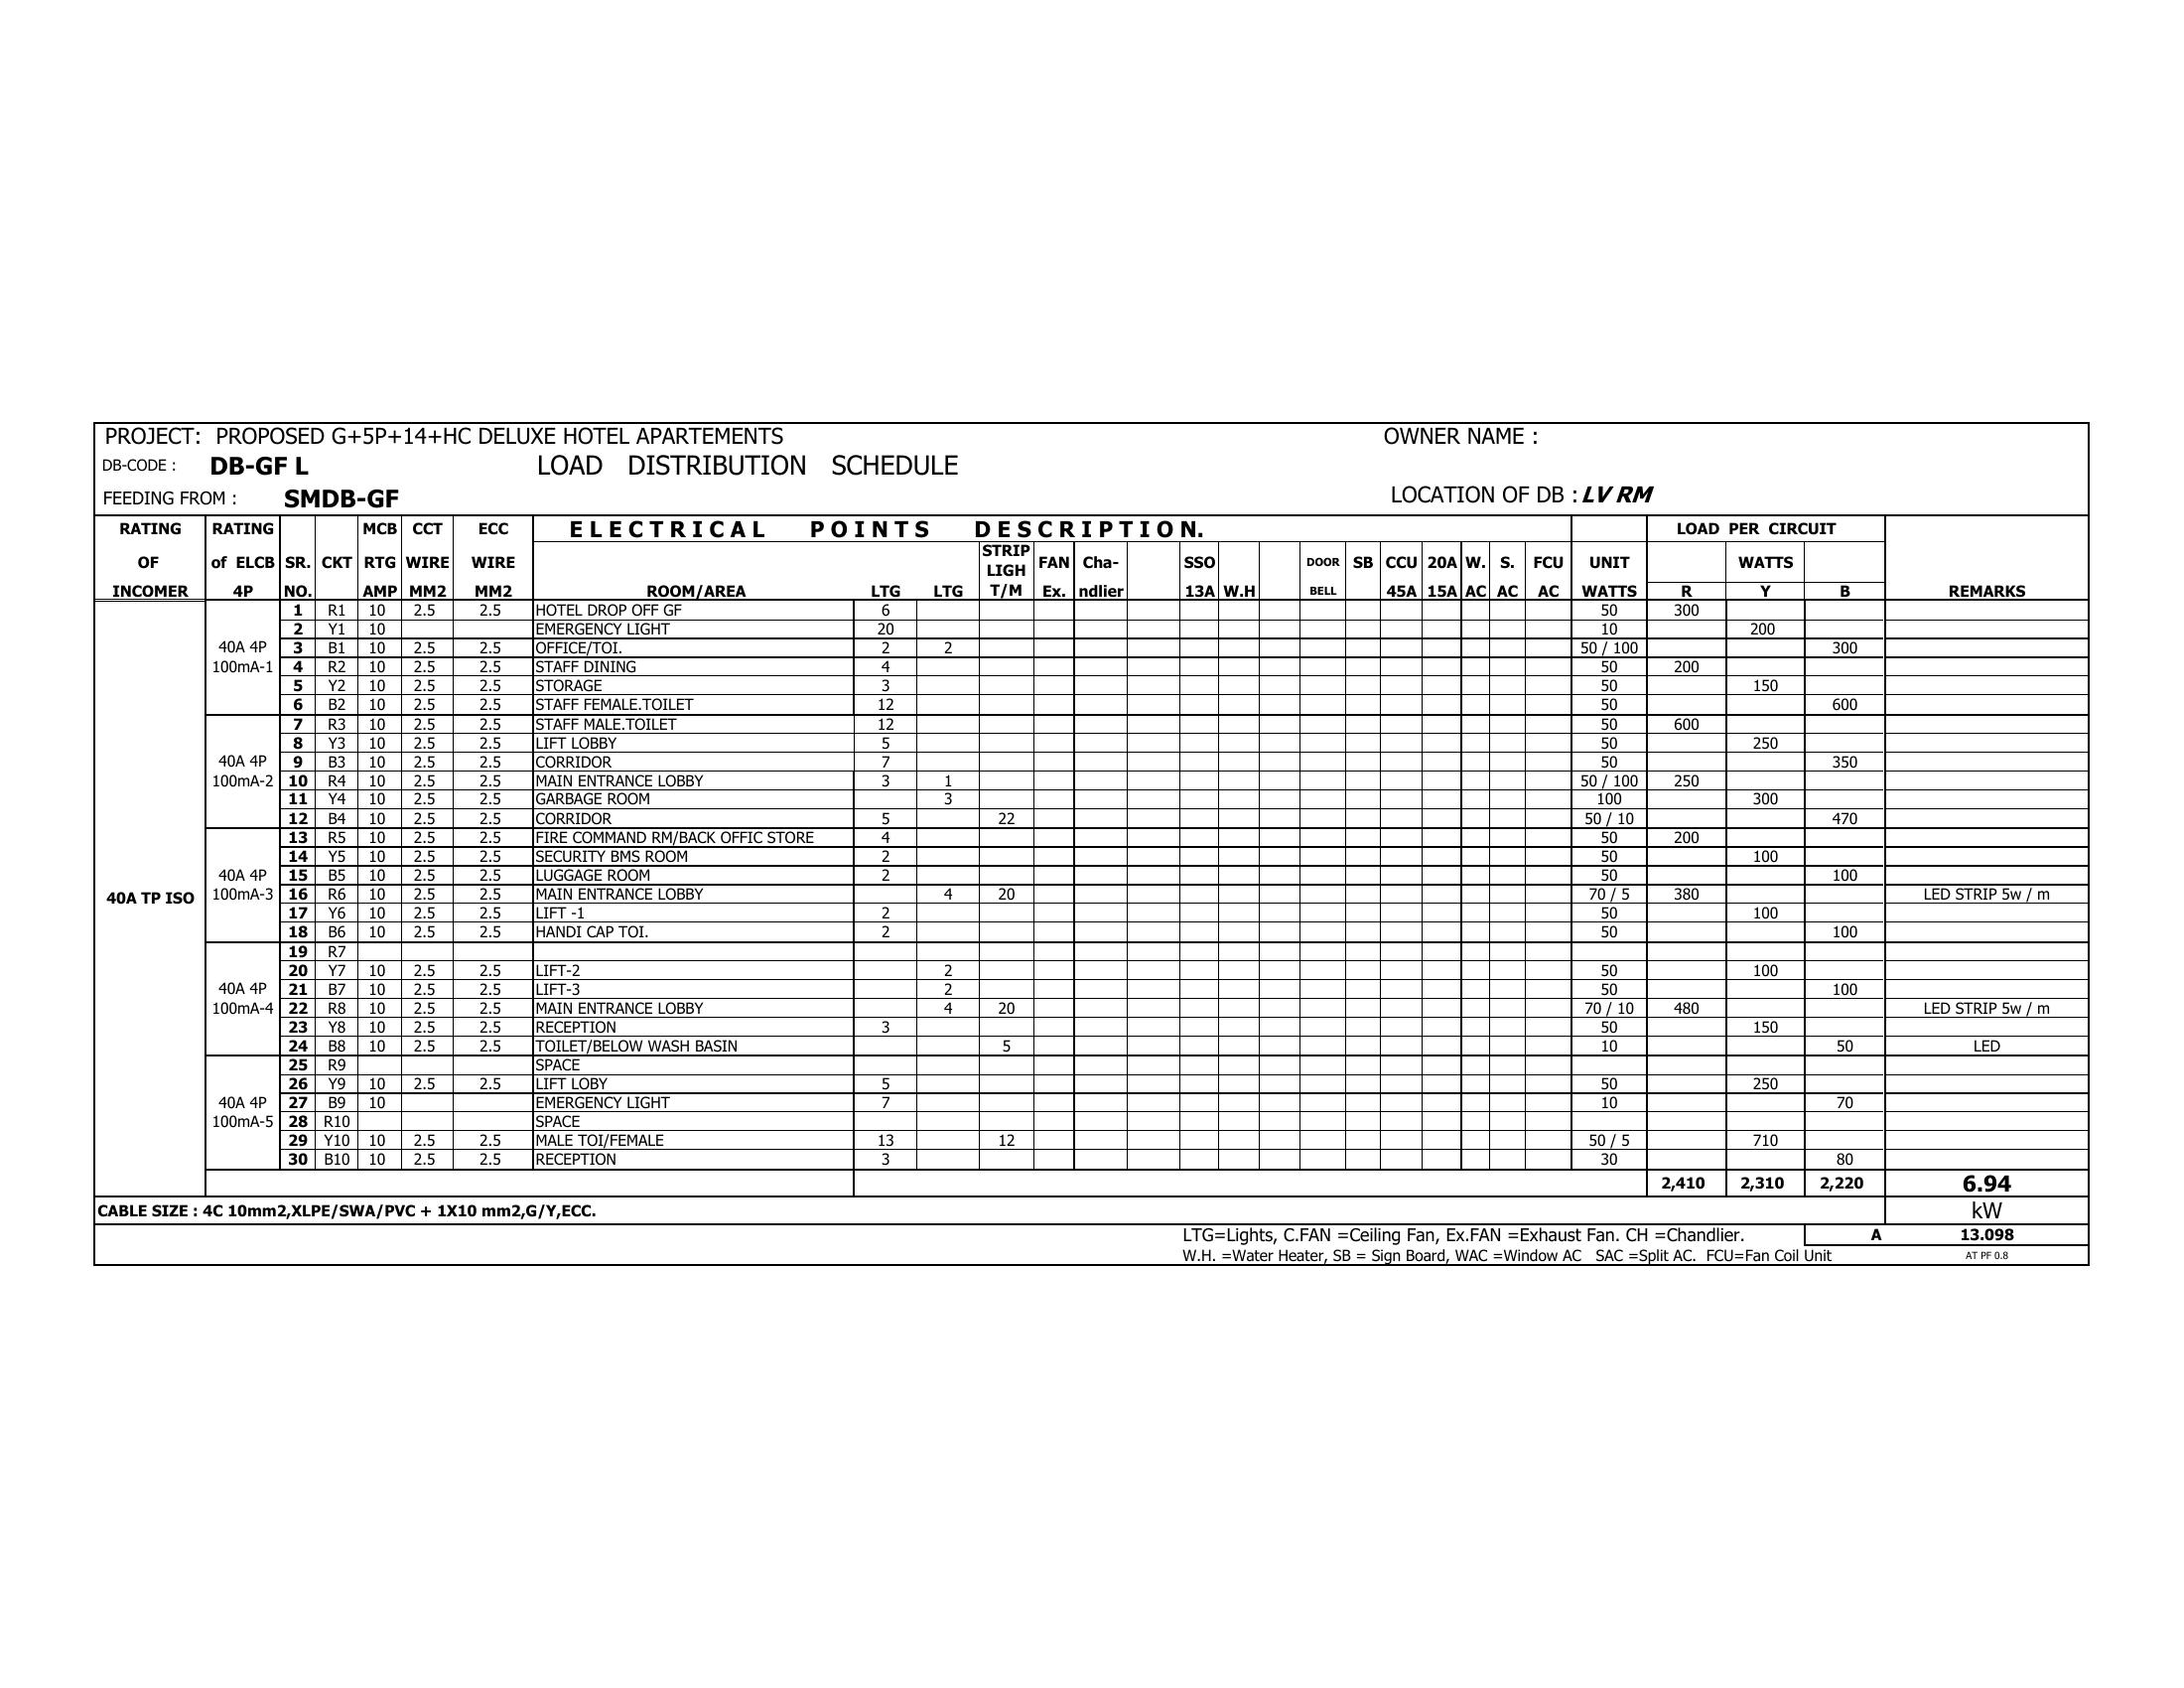 PROJECT: PROPOSED G+5P+14+HC DELUXE HOTEL APARTEMENTS OWNER NAME :
DB-CODE : DB-GF L LOAD DISTRIBUTION SCHEDULE
FEEDING FROM : SMDB-GF LOCATION OF DB : LV RM
RATING RATING MCB CCT ECC ELECTRICAL POINTS DESCRIPTION. LOAD PER CIRCUIT
STRIP
OF of ELCB SR. CKT RTG WIRE WIRE LIGH FAN Cha- SSO DOOR SB CCU 20A W. S. FCU UNIT WATTS
INCOMER 4P NO. AMP MM2 MM2 ROOM/AREA LTG LTG T/M Ex. ndlier 13A W.H BELL 45A 15A AC AC AC WATTS R Y B REMARKS
1 R1 10 2.5 2.5 HOTEL DROP OFF GF 6 50 300
2 Y1 10 EMERGENCY LIGHT 20 10 200
40A 4P 3 B1 10 2.5 2.5 OFFICE/TOI. 2 2 50 / 100 300
100mA-1 4 R2 10 2.5 2.5 STAFF DINING 4 50 200
5 Y2 10 2.5 2.5 STORAGE 3 50 150
6 B2 10 2.5 2.5 STAFF FEMALE.TOILET 12 50 600
7 R3 10 2.5 2.5 STAFF MALE.TOILET 12 50 600
8 Y3 10 2.5 2.5 LIFT LOBBY 5 50 250
40A 4P 9 B3 10 2.5 2.5 CORRIDOR 7 50 350
100mA-2 10 R4 10 2.5 2.5 MAIN ENTRANCE LOBBY 3 1 50 / 100 250
11 Y4 10 2.5 2.5 GARBAGE ROOM 3 100 300
12 B4 10 2.5 2.5 CORRIDOR 5 22 50 / 10 470
13 R5 10 2.5 2.5 FIRE COMMAND RM/BACK OFFIC STORE 4 50 200
14 Y5 10 2.5 2.5 SECURITY BMS ROOM 2 50 100
40A 4P 15 B5 10 2.5 2.5 LUGGAGE ROOM 2 50 100
40A TP ISO 100mA-3 16 R6 10 2.5 2.5 MAIN ENTRANCE LOBBY 4 20 70 / 5 380 LED STRIP 5w / m
17 Y6 10 2.5 2.5 LIFT -1 2 50 100
18 B6 10 2.5 2.5 HANDI CAP TOI. 2 50 100
19 R7
20 Y7 10 2.5 2.5 LIFT-2 2 50 100
40A 4P 21 B7 10 2.5 2.5 LIFT-3 2 50 100
100mA-4 22 R8 10 2.5 2.5 MAIN ENTRANCE LOBBY 4 20 70 / 10 480 LED STRIP 5w / m
23 Y8 10 2.5 2.5 RECEPTION 3 50 150
24 B8 10 2.5 2.5 TOILET/BELOW WASH BASIN 5 10 50 LED
25 R9 SPACE
26 Y9 10 2.5 2.5 LIFT LOBY 5 50 250
40A 4P 27 B9 10 EMERGENCY LIGHT 7 10 70
100mA-5 28 R10 SPACE
29 Y10 10 2.5 2.5 MALE TOI/FEMALE 13 12 50 / 5 710
30 B10 10 2.5 2.5 RECEPTION 3 30 80
2,410 2,310 2,220 6.94
CABLE SIZE : 4C 10mm2,XLPE/SWA/PVC + 1X10 mm2,G/Y,ECC. kW
LTG=Lights, C.FAN =Ceiling Fan, Ex.FAN =Exhaust Fan. CH =Chandlier. A 13.098
W.H. =Water Heater, SB = Sign Board, WAC =Window AC SAC =Split AC. FCU=Fan Coil Unit AT PF 0.8